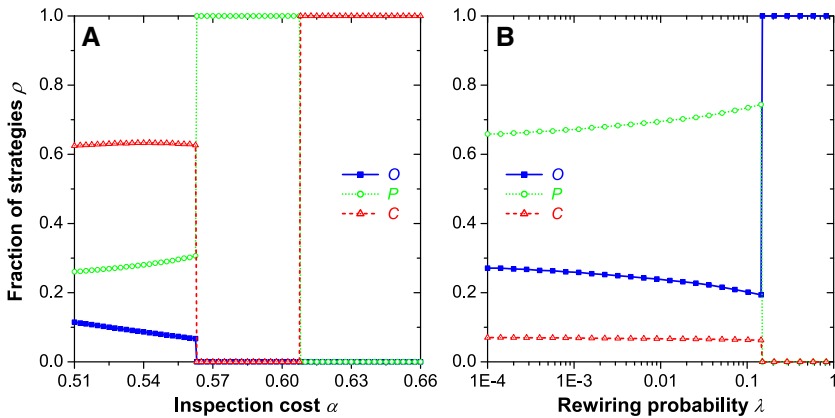 A
B
Fraction of strategies ρ
1.0
0.8
0.6
0.4
0.2
0.0
O
P
C
0.51
0.54
0.57
0.60
0.63
0.66
Inspection cost α
1.0
0.8
0.6
0.4
0.2
0.0
O
P
C
1E-4
1E-3
0.01
0.1
1
Rewiring probability λ